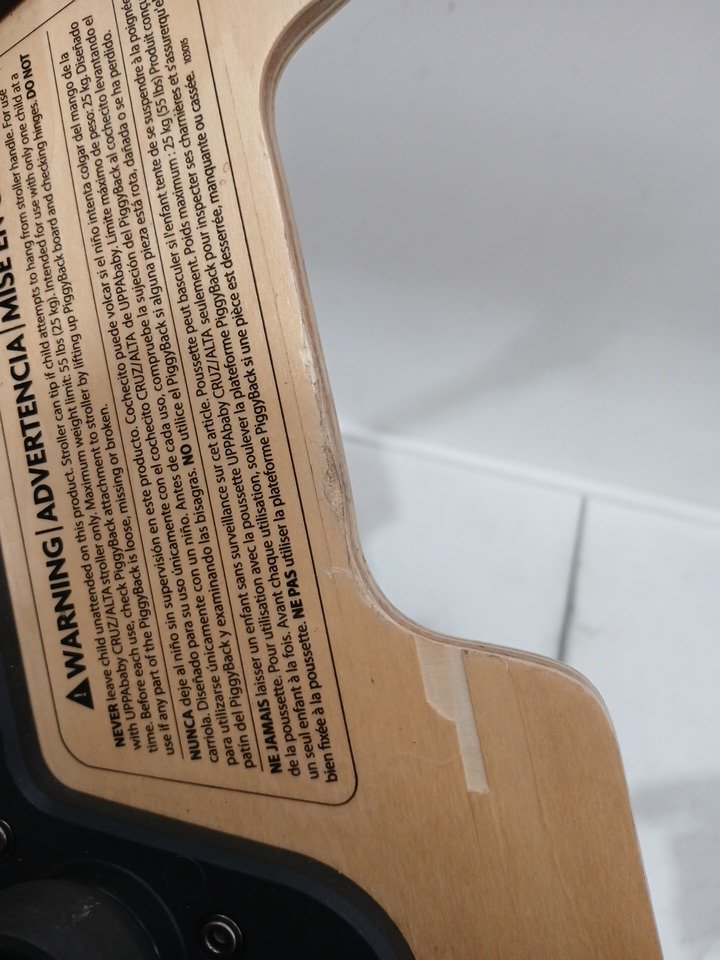 WARNING | ADVERTENCIA | MISE EN
NEVER leave child unattended on this product. Stroller can tip if child attempts to hang from stroller handle. For use
with UPPAbaby CRUZ/ALTA stroller only. Maximum weight limit: 55 lbs (25 kg). Intended for use with only one child at a
time. Before each use, check PiggyBack attachment to stroller by lifting up PiggyBack board and checking hinges. DO NOT
use if any part of the PiggyBack is loose, missing or broken.
NUNCA deje al niño sin supervisión en este producto. Cochecito puede volcar si el niño intenta colgar del mango de la
carriola. Diseñado para su uso únicamente con el cochecito CRUZ/ALTA de UPPAbaby. Límite máximo de peso: 25 kg. Diseñado
para utilizarse únicamente con un niño. Antes de cada uso, compruebe la sujeción del PiggyBack al cochecito levantando el
patín del PiggyBack y examinando las bisagras. NO utilice el PiggyBack si alguna pieza está rota, dañada o se ha perdido.
NE JAMAIS laisser un enfant sans surveillance sur cet article. Poussette peut basculer si l'enfant tente de se suspendre à la
de la poussette. Pour utilisation avec la poussette UPPAbaby CRUZ/ALTA seulement. Poids maximum : 25 kg (55 lbs) Produit
un seul enfant à la fois. Avant chaque utilisation, soulever la plateforme PiggyBack pour inspecter ses charnières et s'assurer
bien fixée à la poussette. NE PAS utiliser la plateforme PiggyBack si une pièce est desserrée, manquante ou cassée.